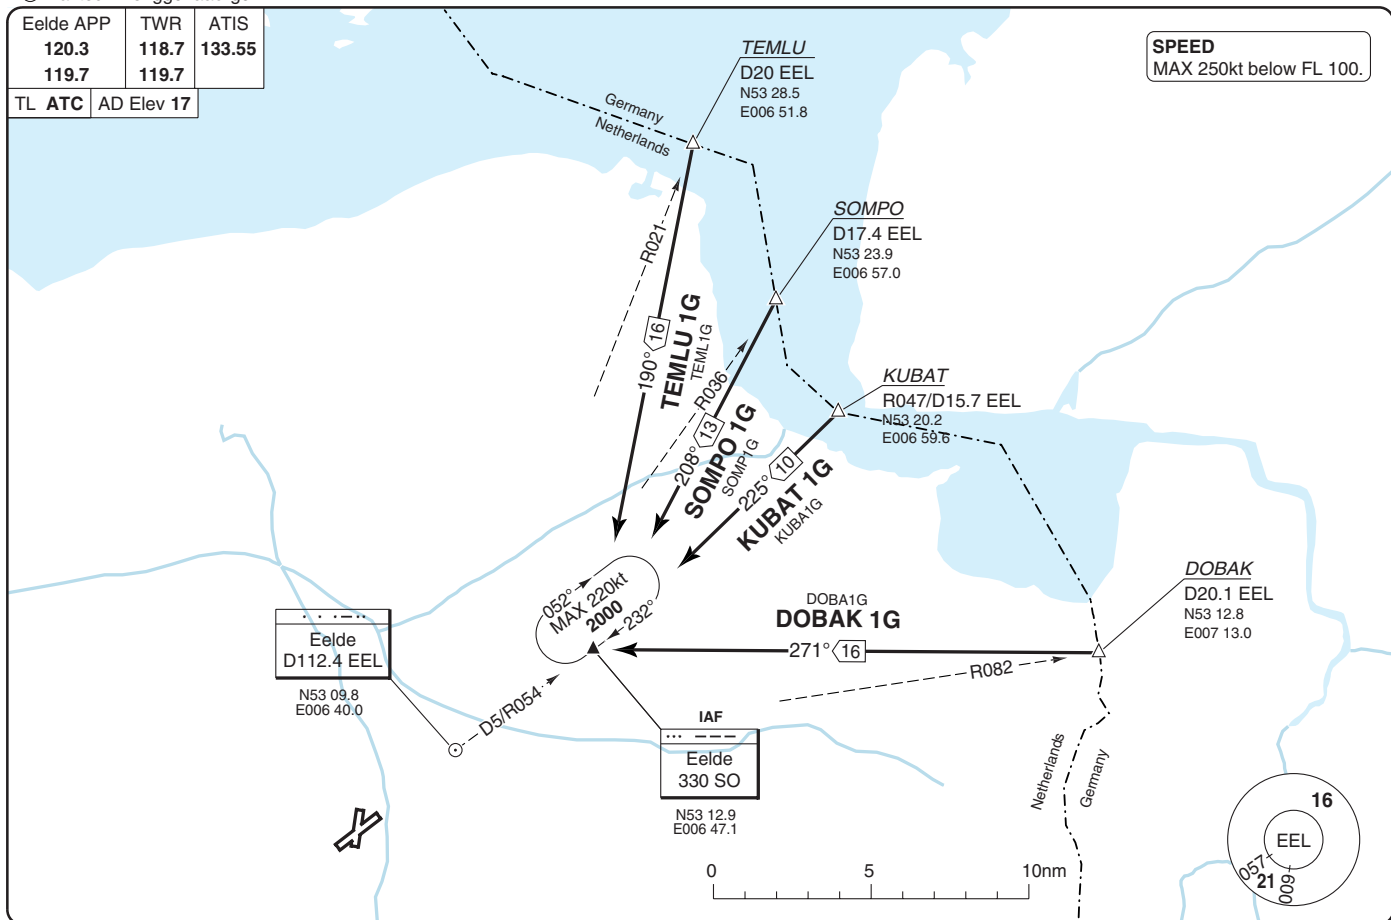 Eelde APP TWR ATIS
120.3 118.7 133.55
119.7 119.7
TL ATC AD Elev 17
SPEED
MAX 250kt below FL 100.
TEMLU
D20 EEL
N53 28.5
E006 51.8
Germany
Netherlands
SOMPO
D17.4 EEL
N53 23.9
E006 57.0
R021
190° 16
TEMLU 1G
TEML1G
R036
208° 13
SOMPO 1G
SOMP1G
KUBAT
R047/D15.7 EEL
N53 20.2
E006 59.6
225° 10
KUBAT 1G
KUBA1G
DOBAK
D20.1 EEL
N53 12.8
E007 13.0
DOBA1G
DOBAK 1G
271° 16
R082
052°
MAX 220kt
2000
232°
Eelde
D112.4 EEL
N53 09.8
E006 40.0
D5/R054
IAF
Eelde
330 SO
N53 12.9
E006 47.1
Netherlands
Germany
0 5 10nm
16
EEL
057
21
009